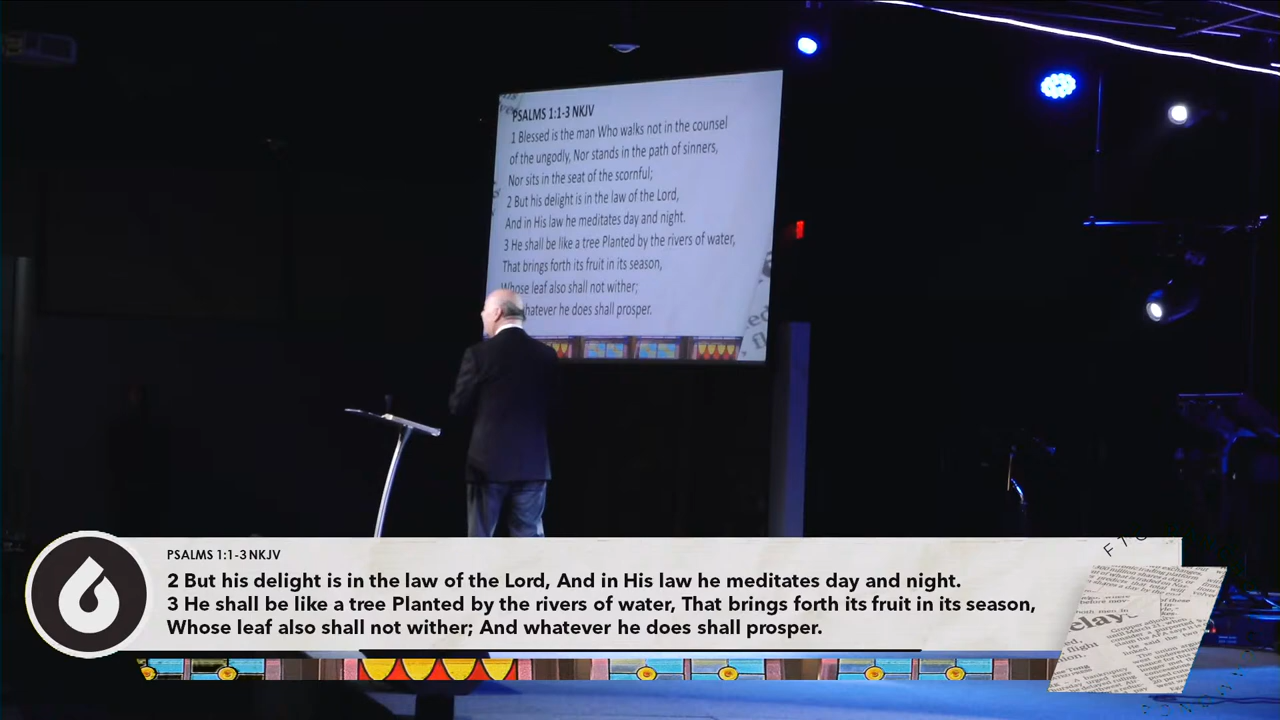 PSALMS 1:1-3 NKJV
1 Blessed is the man Who walks not in the counsel
of the ungodly, Nor stands in the path of sinners,
Nor sits in the seat of the scornful;
2 But his delight is in the law of the Lord,
And in His law he meditates day and night.
3 He shall be like a tree Planted by the rivers of water,
That brings forth its fruit in its season,
Whose leaf also shall not wither;
whatever he does shall prosper.
PSALMS 1:1-3 NKJV
2 But his delight is in the law of the Lord, And in His law he meditates day and night.
3 He shall be like a tree Planted by the rivers of water, That brings forth its fruit in its season,
Whose leaf also shall not wither; And whatever he does shall prosper.
F T C
elay
flight